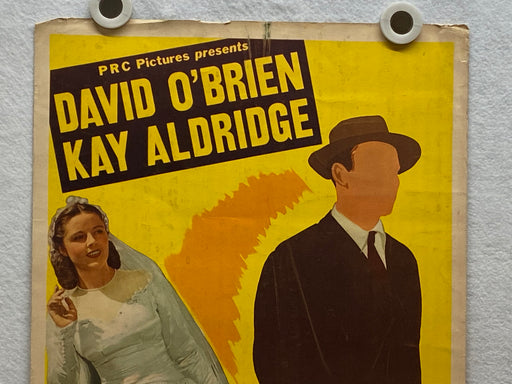 PRC Pictures presents
DAVID O'BRIEN
KAY ALDRIDGE